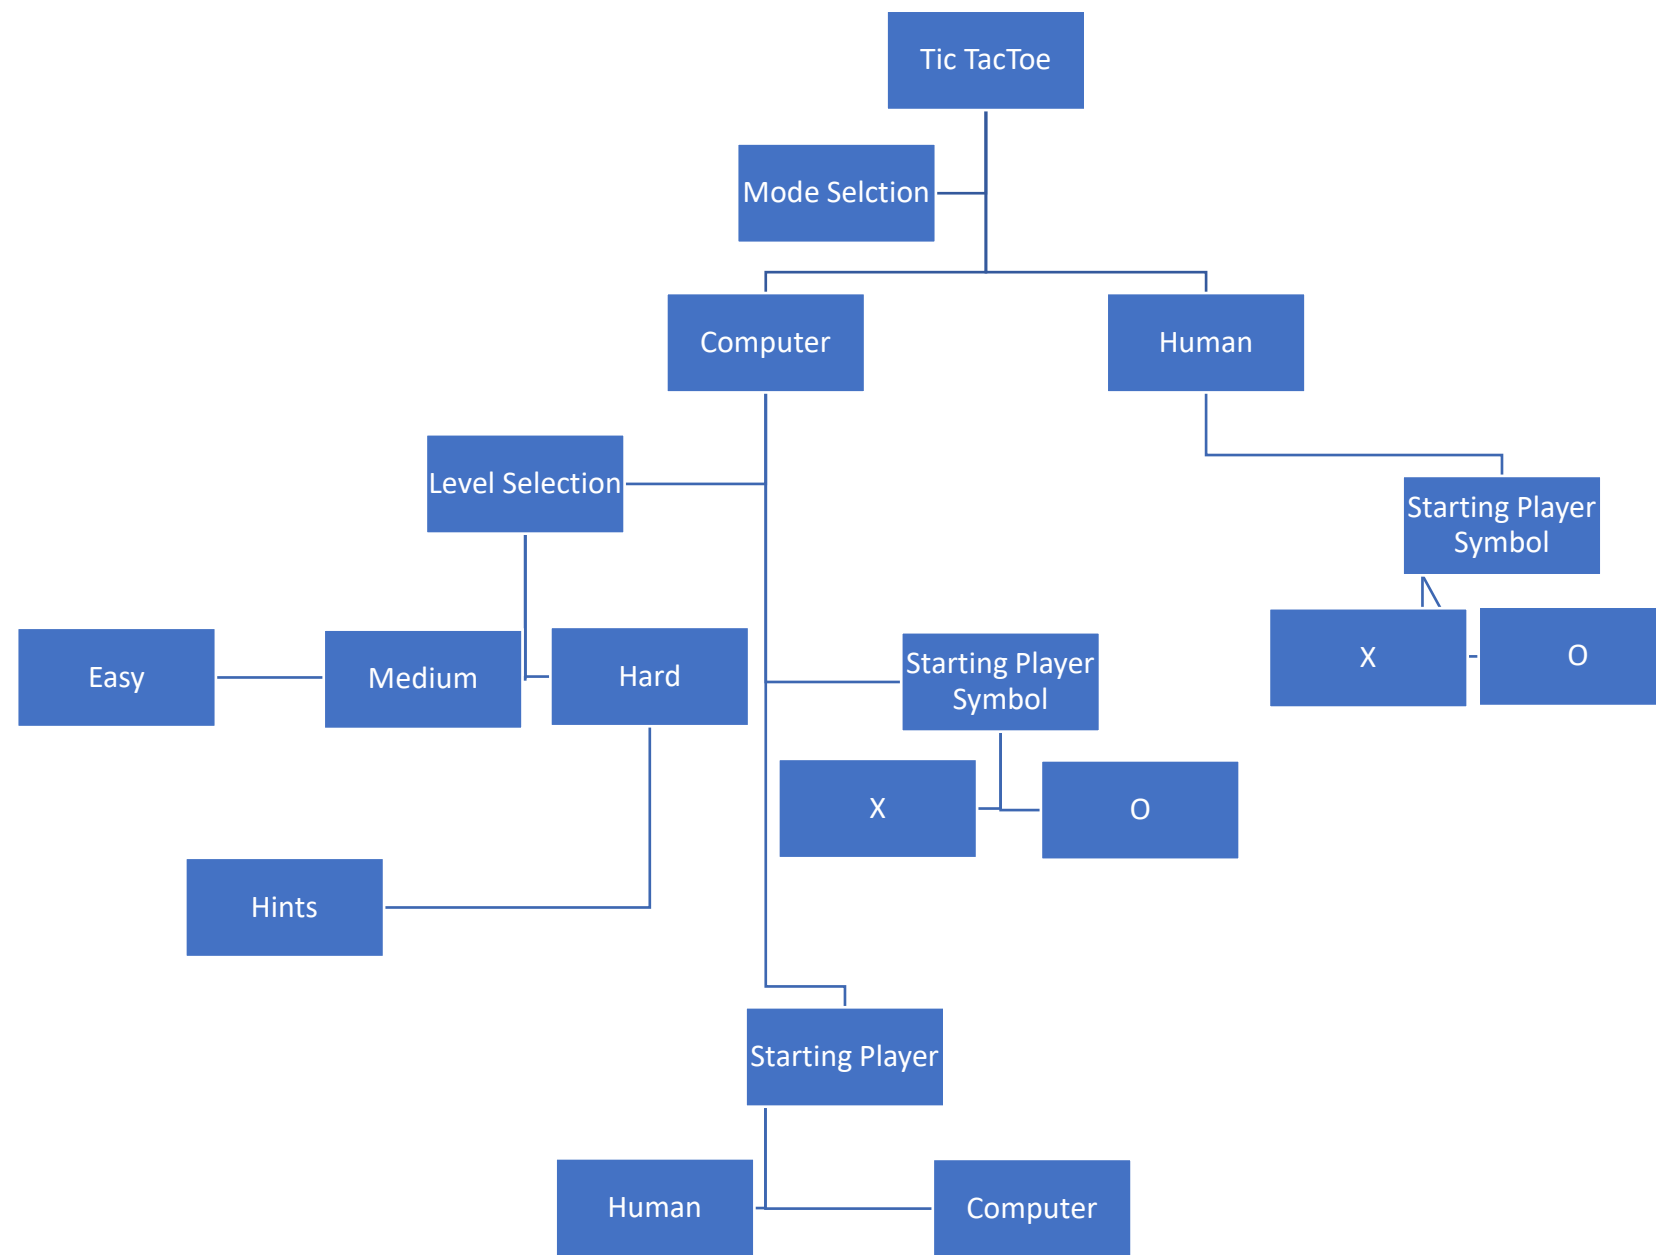 Tic TacToe
Mode Selction
Computer
Human
Level Selection
Starting Player
Symbol
X
O
Easy
Medium
Hard
Starting Player
Symbol
X
O
Hints
Starting Player
Human
Computer